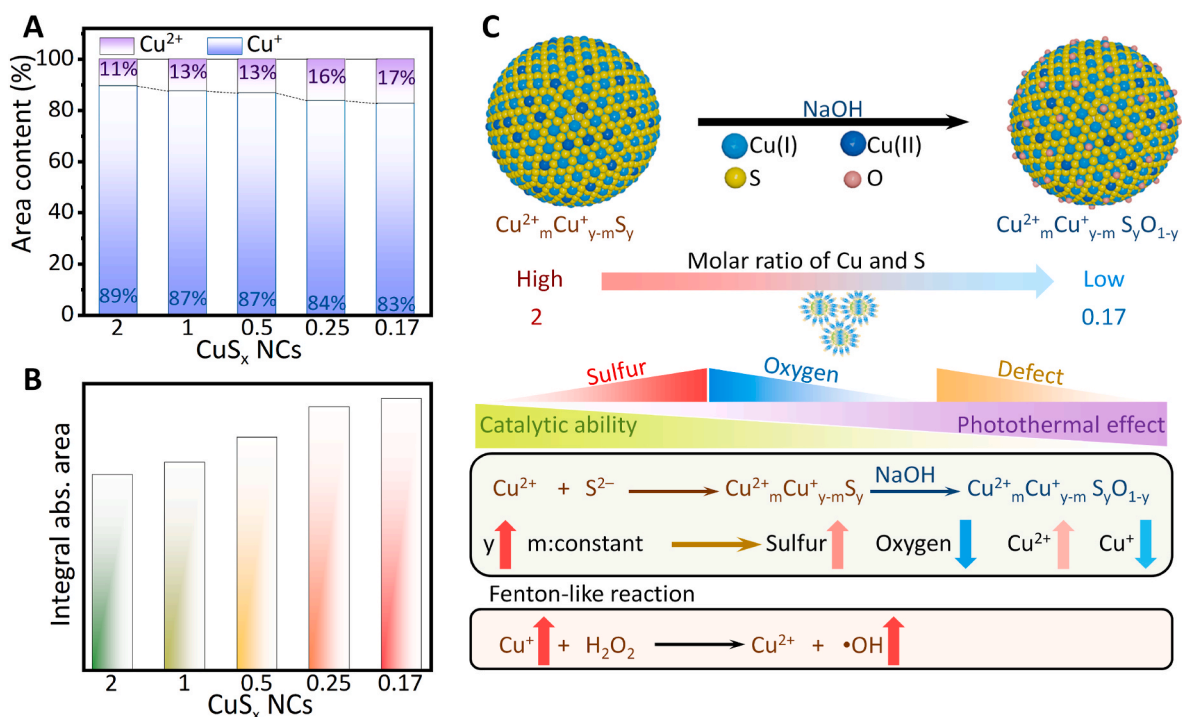 A
Cu²⁺ Cu⁺
Area content (%)
100
80
60
40
20
0
11% 13% 13% 16% 17%
89% 87% 87% 84% 83%
2 1 0.5 0.25 0.17
CuSₓ NCs
B
Integral abs. area
2 1 0.5 0.25 0.17
CuSₓ NCs
C
NaOH
Cu(I) Cu(II)
S O
Cu²⁺ₘCu⁺y₋ₘSy
Cu²⁺ₘCu⁺y₋ₘ SyO₁₋y
Molar ratio of Cu and S
High Low
2 0.17
Sulfur Oxygen Defect
Catalytic ability Photothermal effect
Cu²⁺ + S²⁻ Cu²⁺ₘCu⁺y₋ₘSy NaOH Cu²⁺ₘCu⁺y₋ₘ SyO₁₋y
y m:constant Sulfur Oxygen Cu²⁺ Cu⁺
Fenton-like reaction
Cu⁺ + H₂O₂ Cu²⁺ + •OH